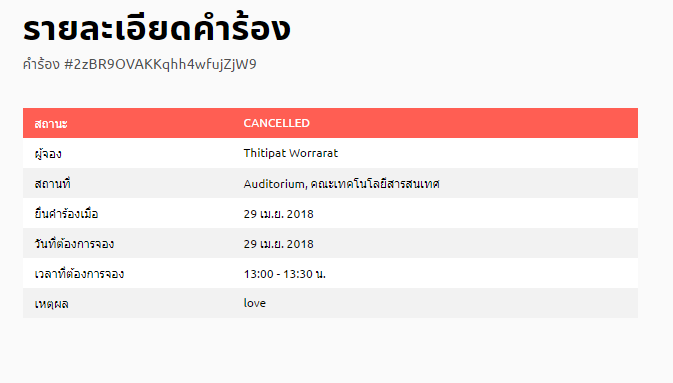 รายละเอียดคำร้อง
คำร้อง #2zBR9OVAKKqhh4wfujZjW9
สถานะ CANCELLED
ผู้จอง Thitipat Worrarat
สถานที่ Auditorium, คณะเทคโนโลยีสารสนเทศ
ยื่นคำร้องเมื่อ 29 เม.ย. 2018
วันที่ต้องการจอง 29 เม.ย. 2018
เวลาที่ต้องการจอง 13:00 - 13:30 น.
เหตุผล love